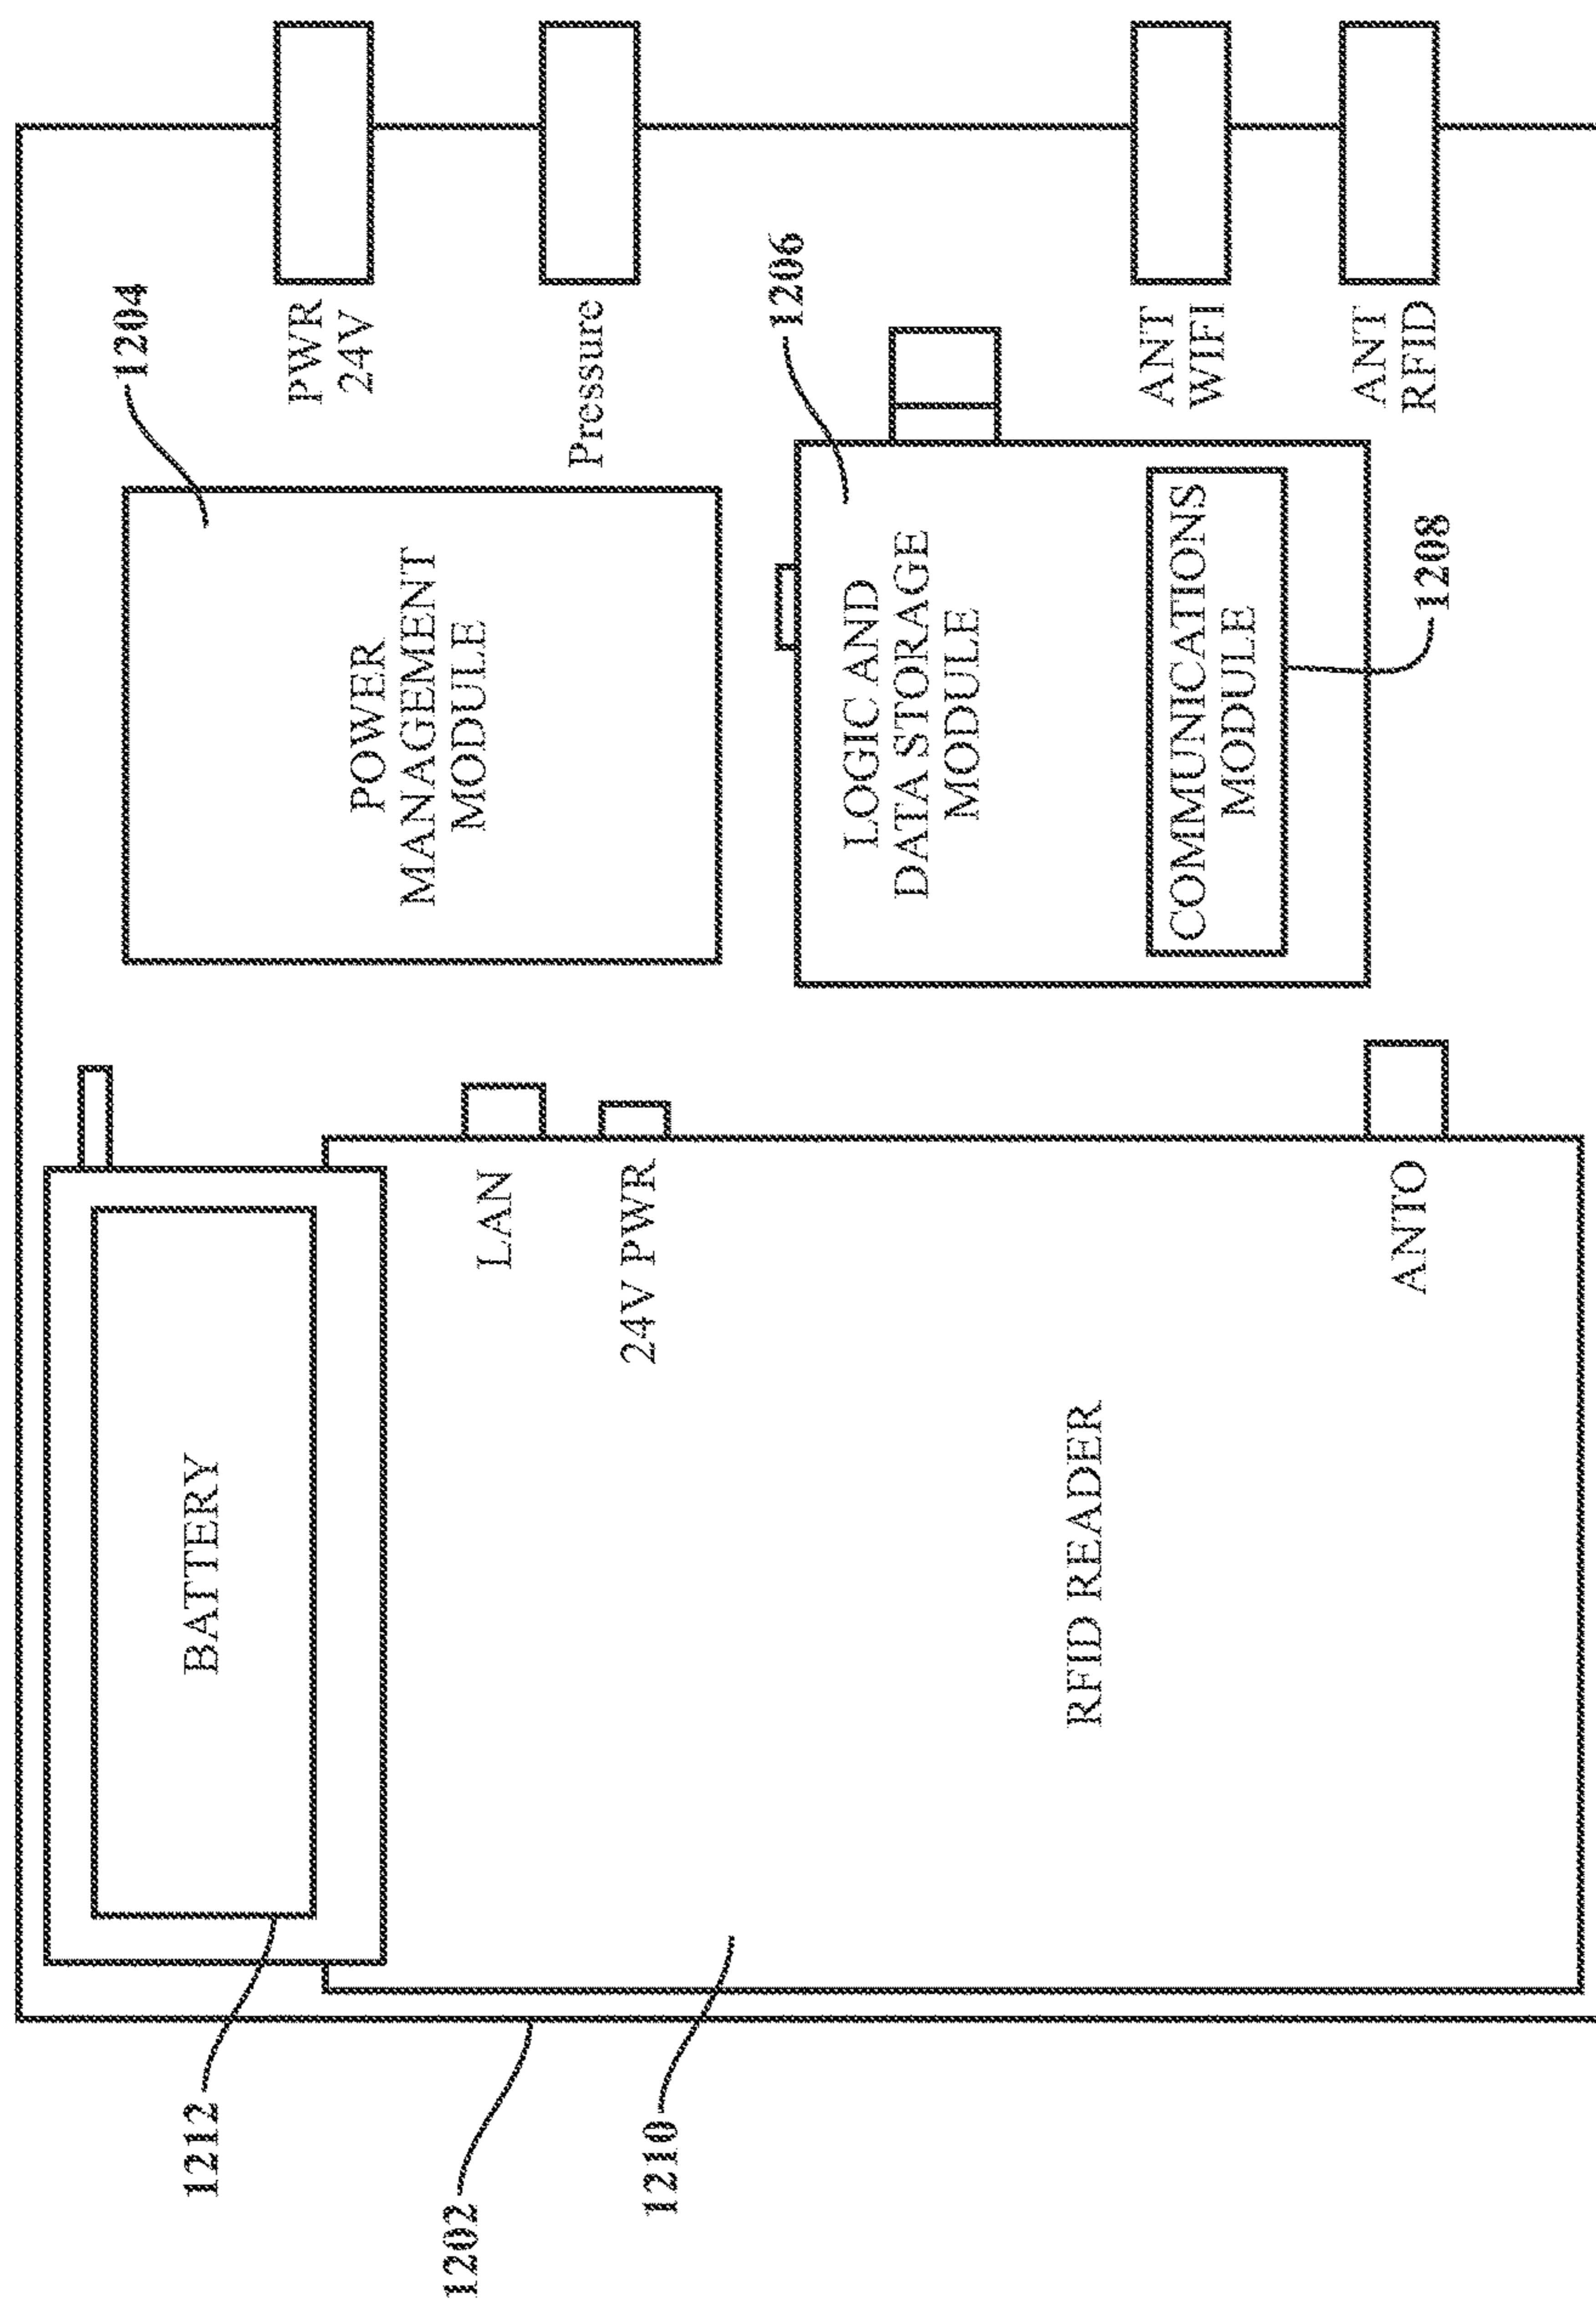 1204
1212
BATTERY
PWR
24V
POWER
MANAGEMENT
MODULE
1202
LAN
Pressure
24V PWR
1210
1206
LOGIC AND
DATA STORAGE
MODULE
RFID READER
COMMUNICATIONS
MODULE
ANT
WIFI
ANTO
ANT
RFID
1208